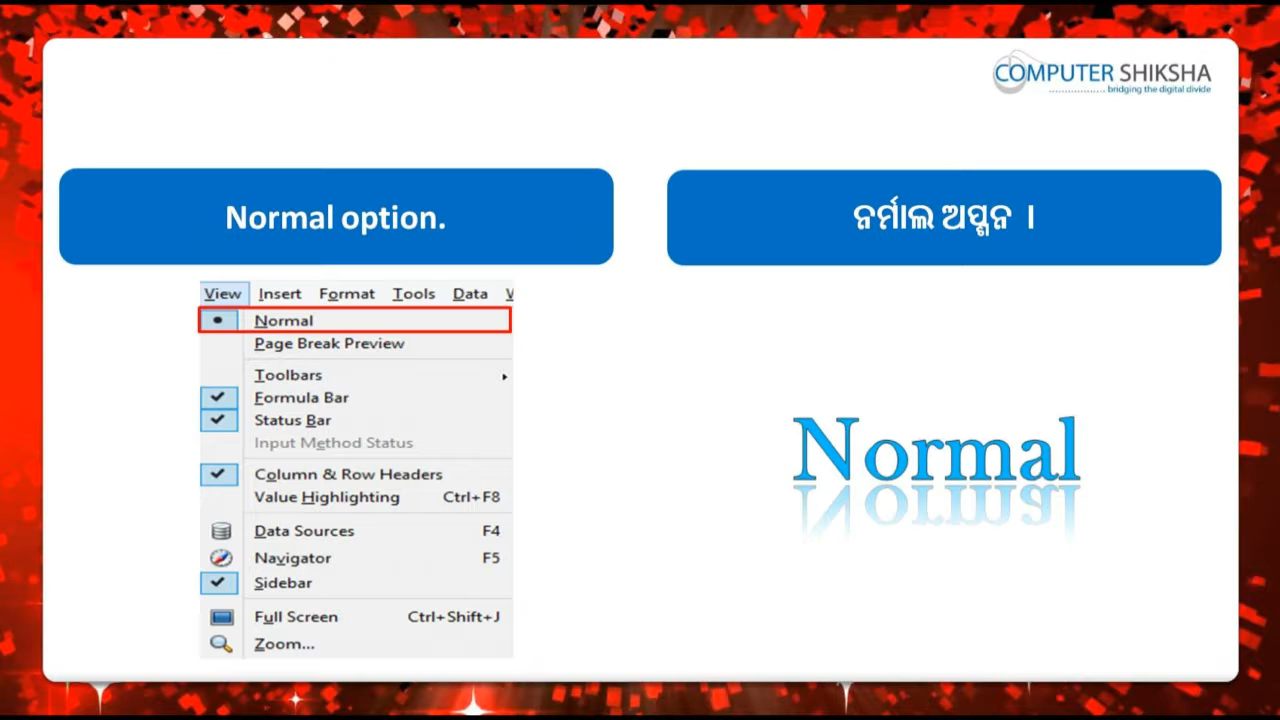 COMPUTER SHIKSHA
bridging the digital divide
Normal option.
ନର୍ମାଲ ଅପ୍ସନ ।
View Insert Format Tools Data
Normal
Page Break Preview
Toolbars
Formula Bar
Status Bar
Input Method Status
Column & Row Headers
Value Highlighting Ctrl+F8
Data Sources F4
Navigator F5
Sidebar
Full Screen Ctrl+Shift+J
Zoom...
Normal